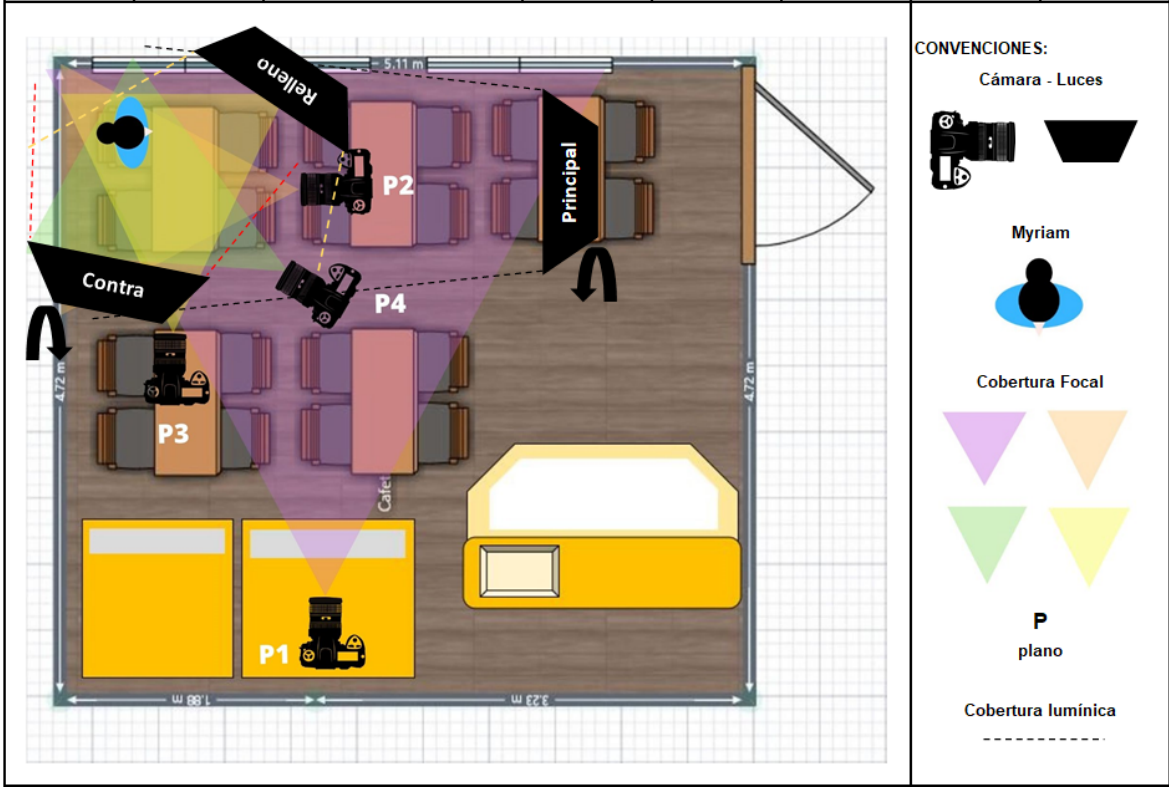 5.11 m
Relleno
Principal
P2
Contra
P4
4.72 m
4.72 m
P3
Cafet
P1
1.88 m
3.23 m
CONVENCIONES:
Cámara - Luces
Myriam
Cobertura Focal
P
plano
Cobertura lumínica